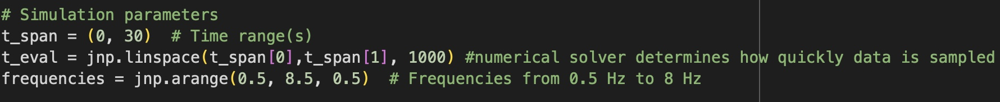 # Simulation parameters
t_span = (0, 30)  # Time range(s)
t_eval = jnp.linspace(t_span[0],t_span[1], 1000) #numerical solver determines how quickly data is sampled
frequencies = jnp.arange(0.5, 8.5, 0.5)  # Frequencies from 0.5 Hz to 8 Hz